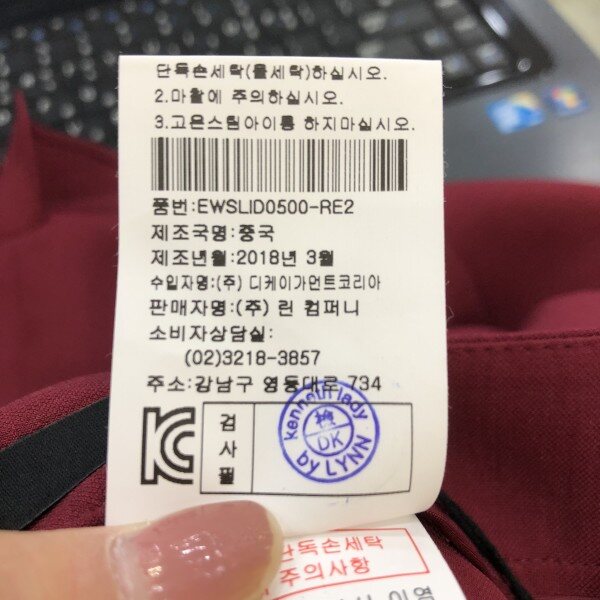 단독손세탁(물세탁)하십시오.
2.마찰에 주의하십시오.
3.고온스팀아이롱 하지마십시오.
품번:EWSLID0500-RE2
제조국명:중국
제조년월:2018년 3월
수입자명:(주) 디케이가먼트코리아
판매자명:(주) 린 컴퍼니
소비자상담실:
(02)3218-3857
주소:강남구 영동대로 734
KC
검사필
kenneth lady
檢
DK
by LYNN
단독손세탁
주의사항